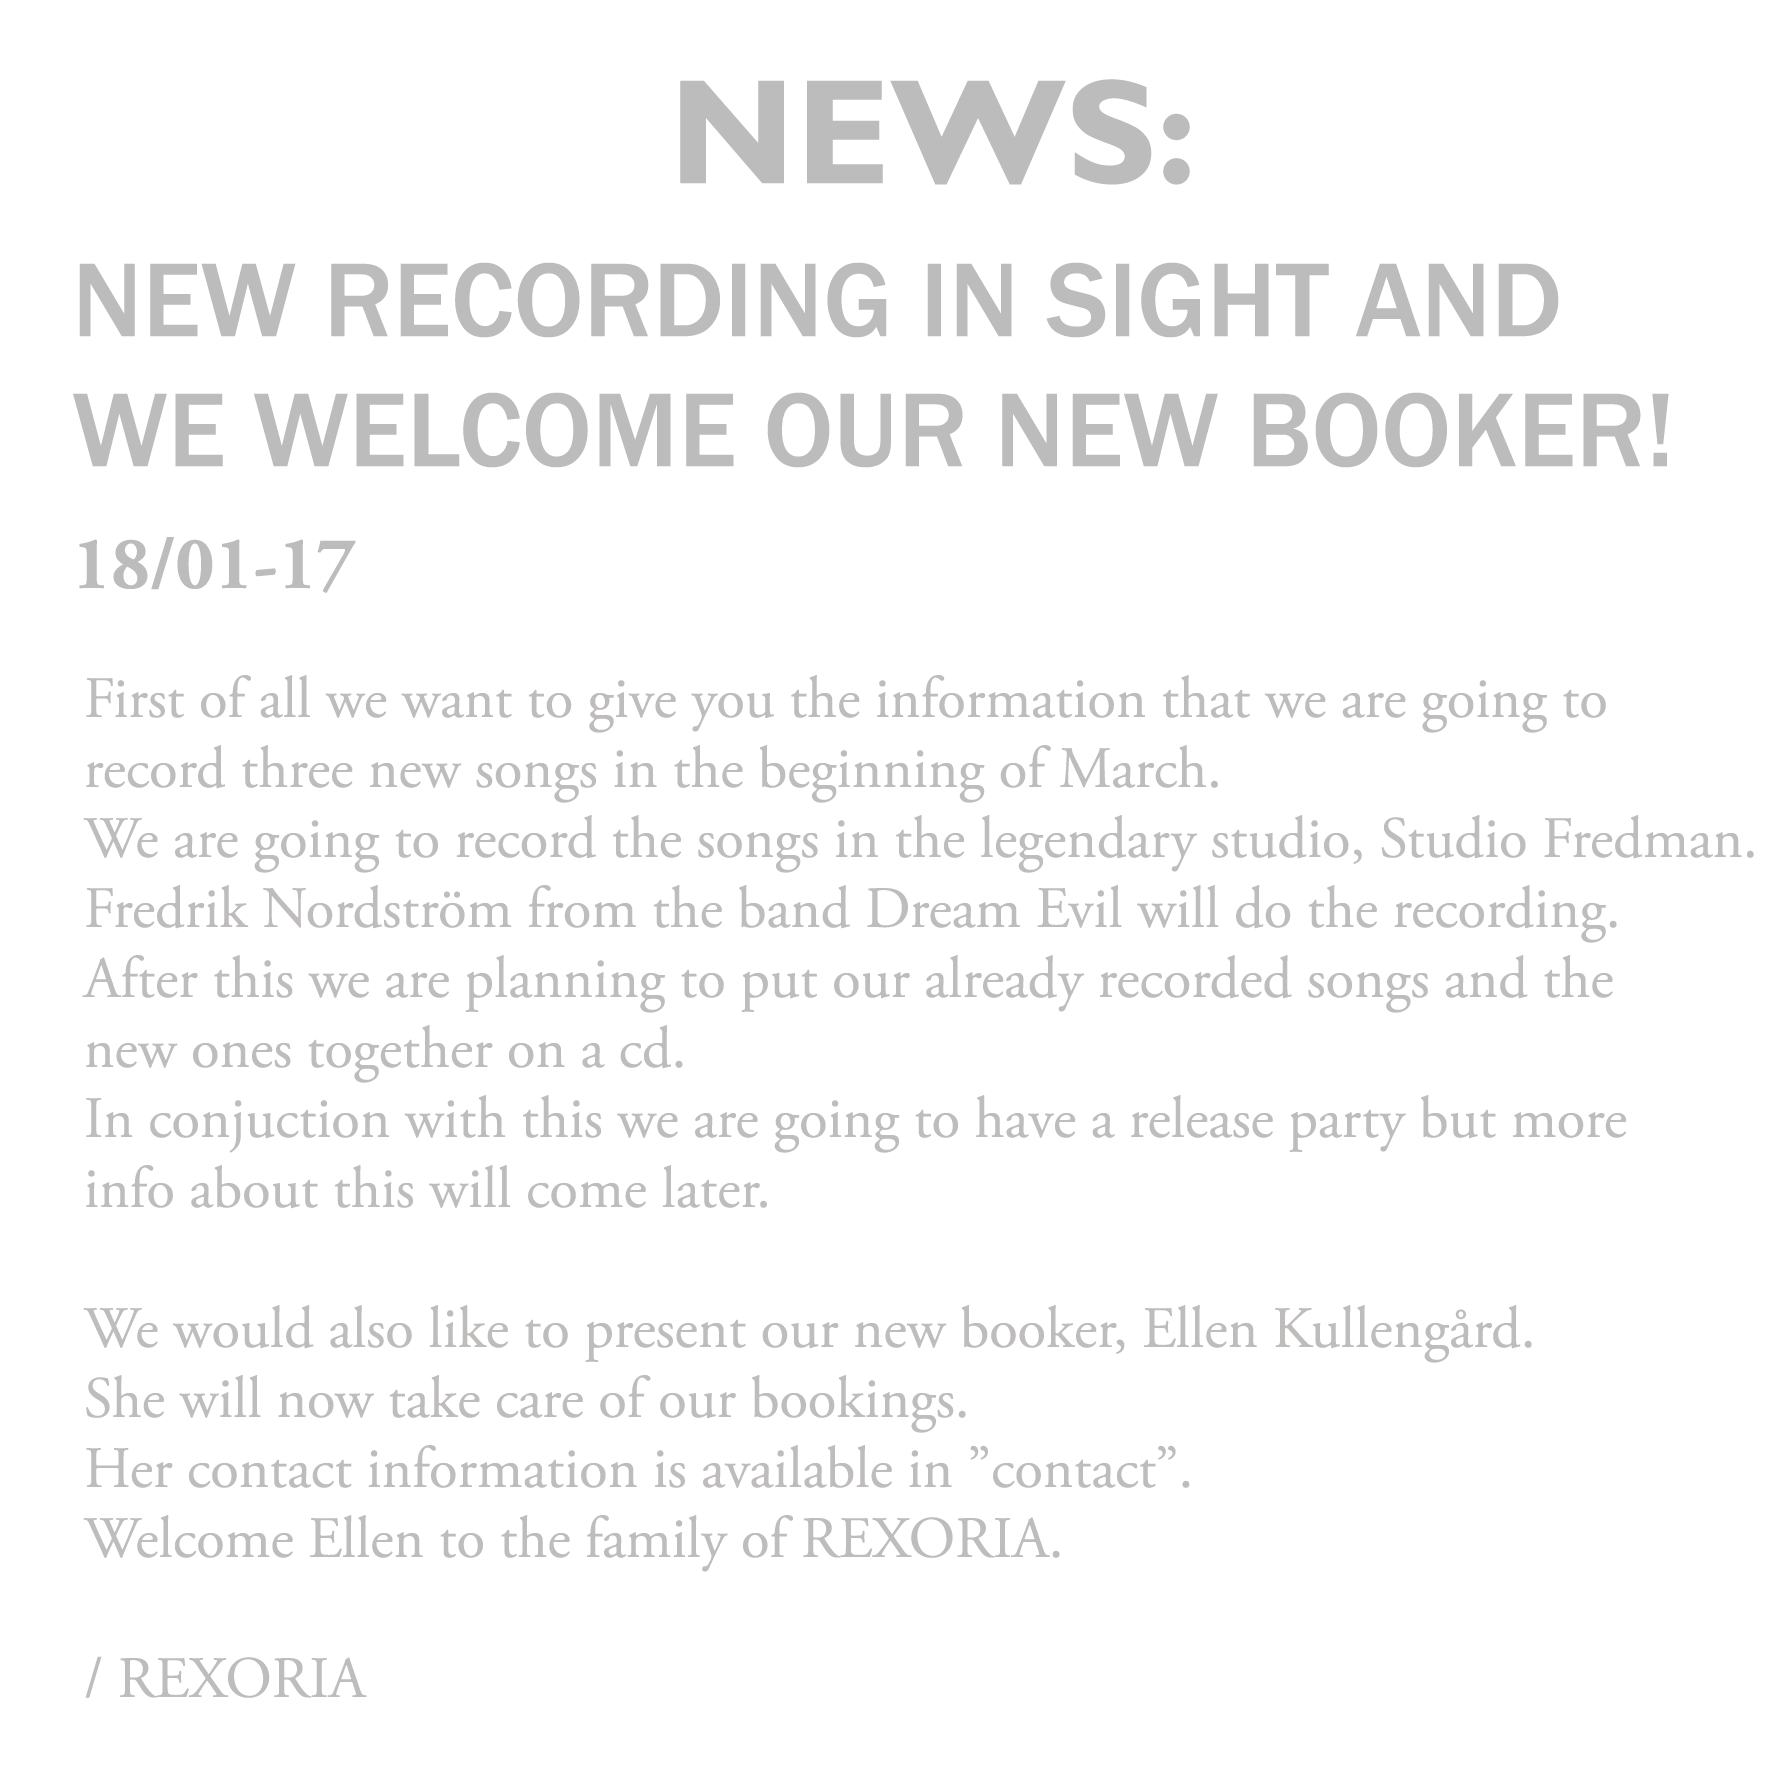 NEWS:
NEW RECORDING IN SIGHT AND
WE WELCOME OUR NEW BOOKER!
18/01-17
First of all we want to give you the information that we are going to
record three new songs in the beginning of March.
We are going to record the songs in the legendary studio, Studio Fredman.
Fredrik Nordström from the band Dream Evil will do the recording.
After this we are planning to put our already recorded songs and the
new ones together on a cd.
In conjuction with this we are going to have a release party but more
info about this will come later.
We would also like to present our new booker, Ellen Kullengård.
She will now take care of our bookings.
Her contact information is available in ”contact”.
Welcome Ellen to the family of REXORIA.
/ REXORIA